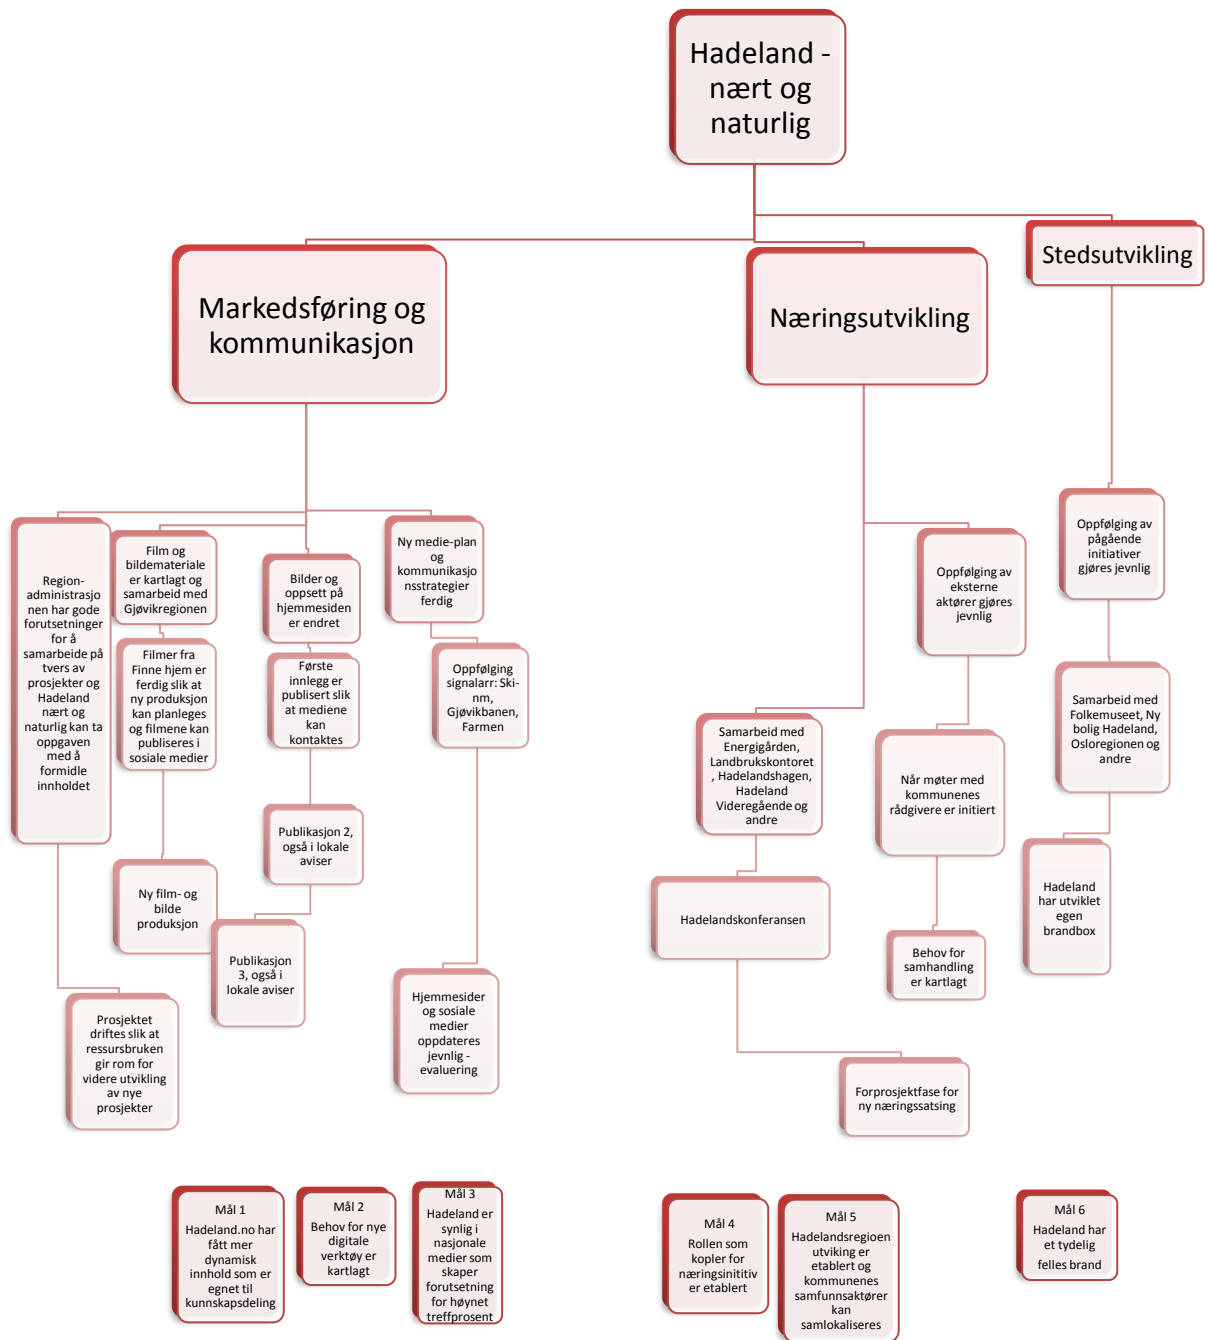 Hadeland -
nært og
naturlig
Markedsføring og
kommunikasjon
Næringsutvikling
Stedsutvikling
Region-
administrasjo
nen har gode
forutsetninger
for å
samarbeide på
tvers av
prosjekter og
Hadeland
nært og
naturlig kan ta
oppgaven
med å
formidle
innholdet
Prosjektet
driftes slik at
ressursbruken
gir rom for
videre utvikling
av nye
prosjekter
Film og
bildemateriale
er kartlagt og
samarbeid med
Gjøvikregionen
Filmer fra
Finne hjem er
ferdig slik at
ny produksjon
kan planleges
og filmene kan
publiseres i
sosiale medier
Ny film- og
bilde
produksjon
Bilder og
oppsett på
hjemmesiden
er endret
Første
innlegg er
publisert slik
at mediene
kan
kontaktes
Publikasjon 2,
også i lokale
aviser
Publikasjon
3, også i
lokale aviser
Ny medie-plan
og
kommunikasjo
nsstrategier
ferdig
Oppfølging
signalarr: Ski-
nm,
Gjøvikbanen,
Farmen
Hjemmesider
og sosiale
medier
oppdateres
jevnlig -
evaluering
Samarbeid med
Energigården,
Landbrukskontoret
, Hadelandshagen,
Hadeland
Videregående og
andre
Hadelandskonferansen
Forprosjektfase for
ny næringssatsing
Oppfølging av
eksterne
aktører gjøres
jevnlig
Når møter med
kommunenes
rådgivere er initiert
Behov for
samhandling
er kartlagt
Oppfølging av
pågående
initiativer
gjøres jevnlig
Samarbeid med
Folkemuseet, Ny
bolig Hadeland,
Osloregionen og
andre
Hadeland
har utviklet
egen
brandbox
Mål 1
Hadeland.no har
fått mer
dynamisk
innhold som er
egnet til
kunnskapsdeling
Mål 2
Behov for nye
digitale
verktøy er
kartlagt
Mål 3
Hadeland er
synlig i
nasjonale
medier som
skaper
forutsetning
for høynet
treffprosent
Mål 4
Rollen som
kopler for
næringsinititiv
er etablert
Mål 5
Hadelandsregioen
utviking er
etablert og
kommunenes
samfunnsaktører
kan
samlokaliseres
Mål 6
Hadeland har
et tydelig
felles brand